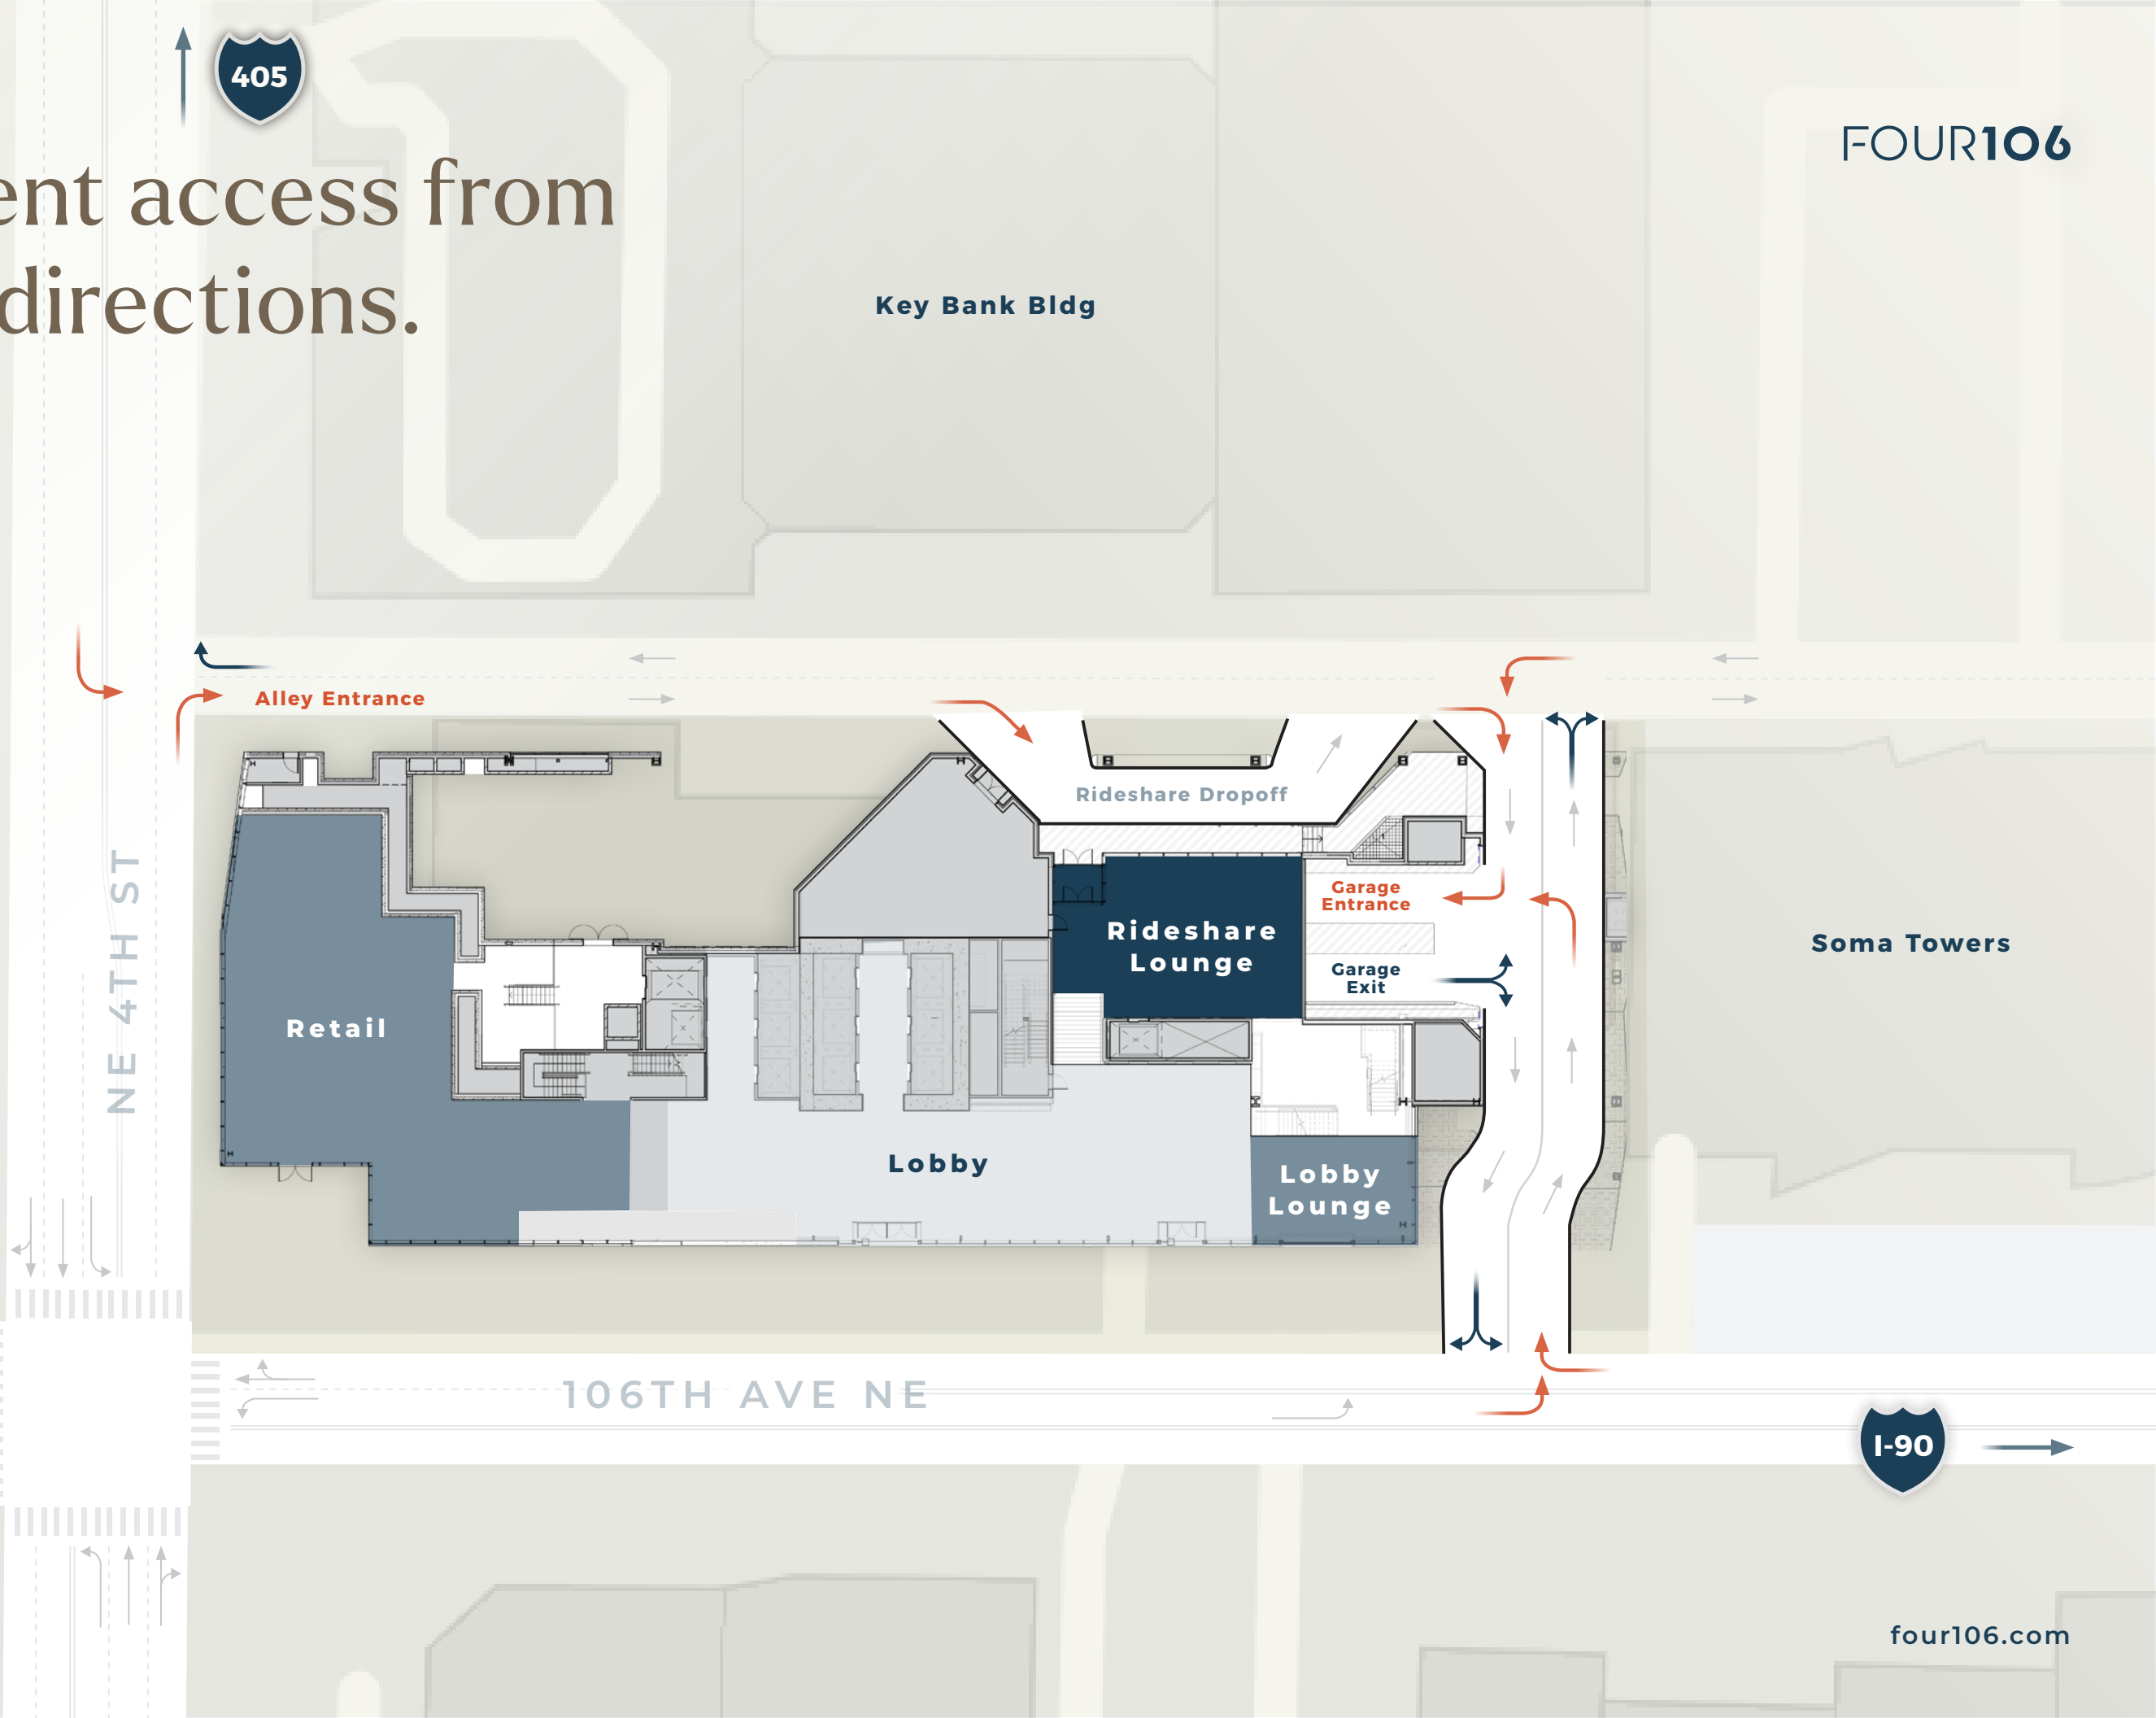 405
FOUR106
ent access from
directions.
Key Bank Bldg
Alley Entrance
Rideshare Dropoff
Garage
Entrance
Rideshare
Lounge
Soma Towers
Garage
Exit
NE 4TH ST
Retail
Lobby
Lobby
Lounge
106TH AVE NE
I-90
four106.com